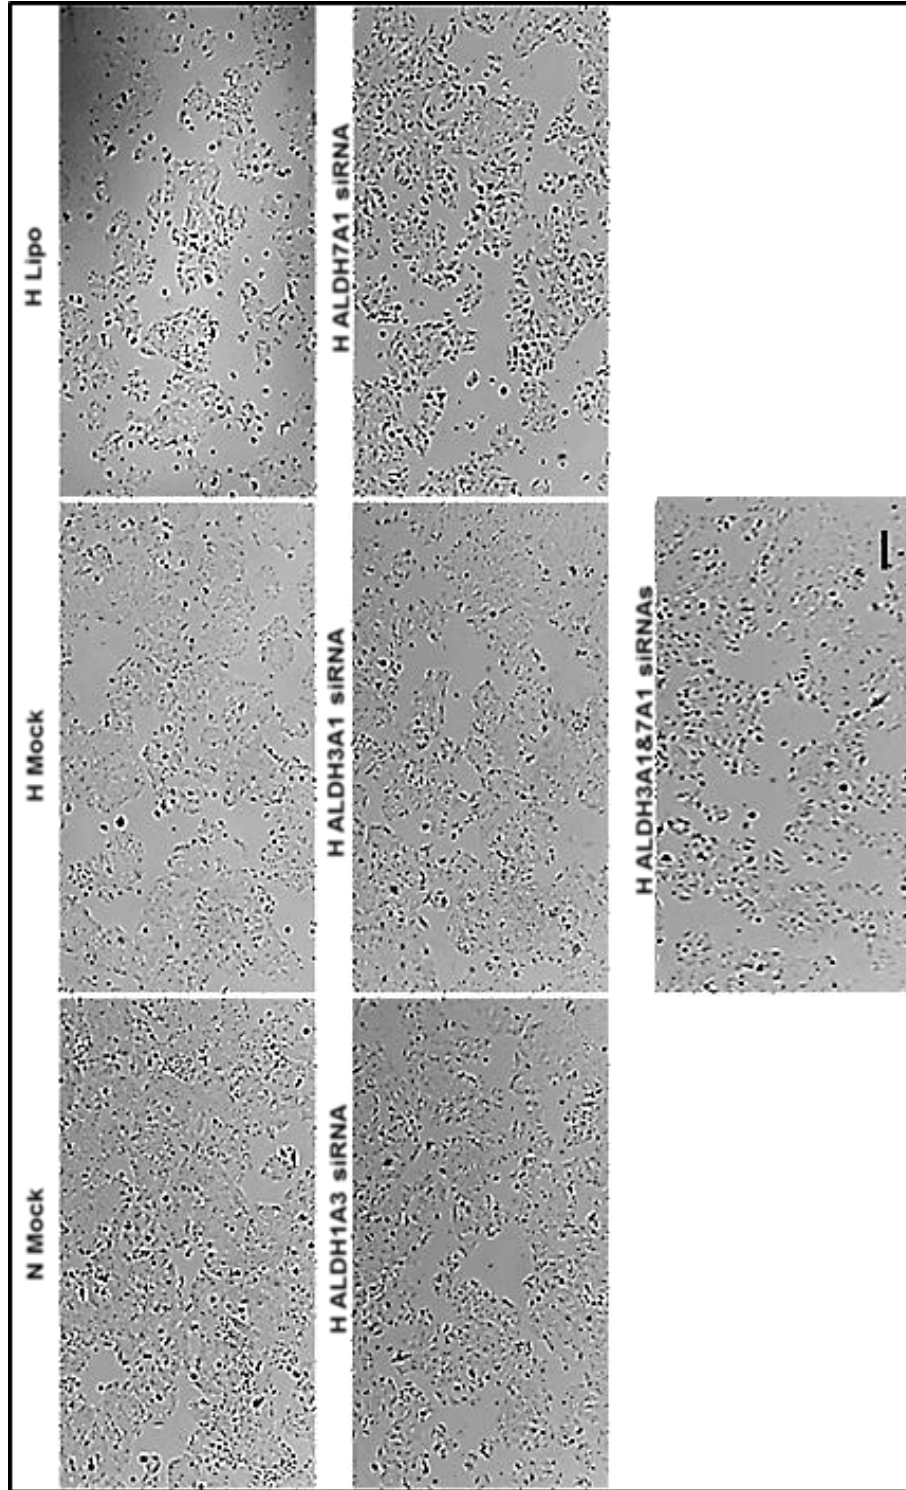 N Mock
H Mock
H Lipo
H ALDH1A3 siRNA
H ALDH3A1 siRNA
H ALDH7A1 siRNA
H ALDH3A1&7A1 siRNAs